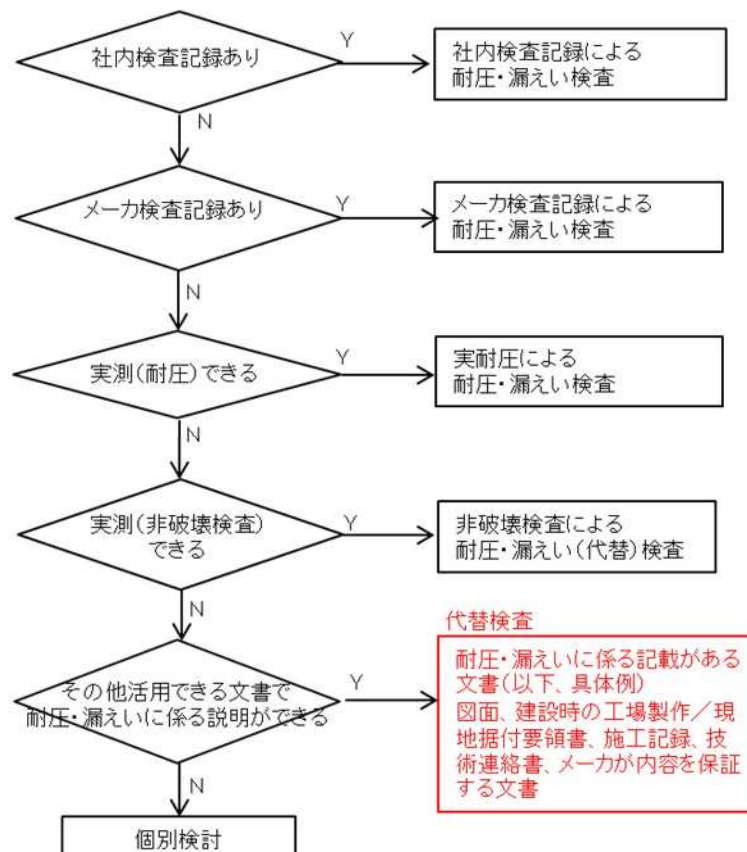 社内検査記録あり
Y
社内検査記録による
耐圧・漏えい検査
N
メーカ検査記録あり
Y
メーカ検査記録による
耐圧・漏えい検査
N
実測(耐圧)できる
Y
実耐圧による
耐圧・漏えい検査
N
実測(非破壊検査)
できる
Y
非破壊検査による
耐圧・漏えい(代替)検査
N
代替検査
その他活用できる文書で
耐圧・漏えいに係る説明ができる
Y
耐圧・漏えいに係る記載がある
文書(以下、具体例)
図面、建設時の工場製作/現
地据付要領書、施工記録、技
術連絡書、メーカが内容を保証
する文書
N
個別検討